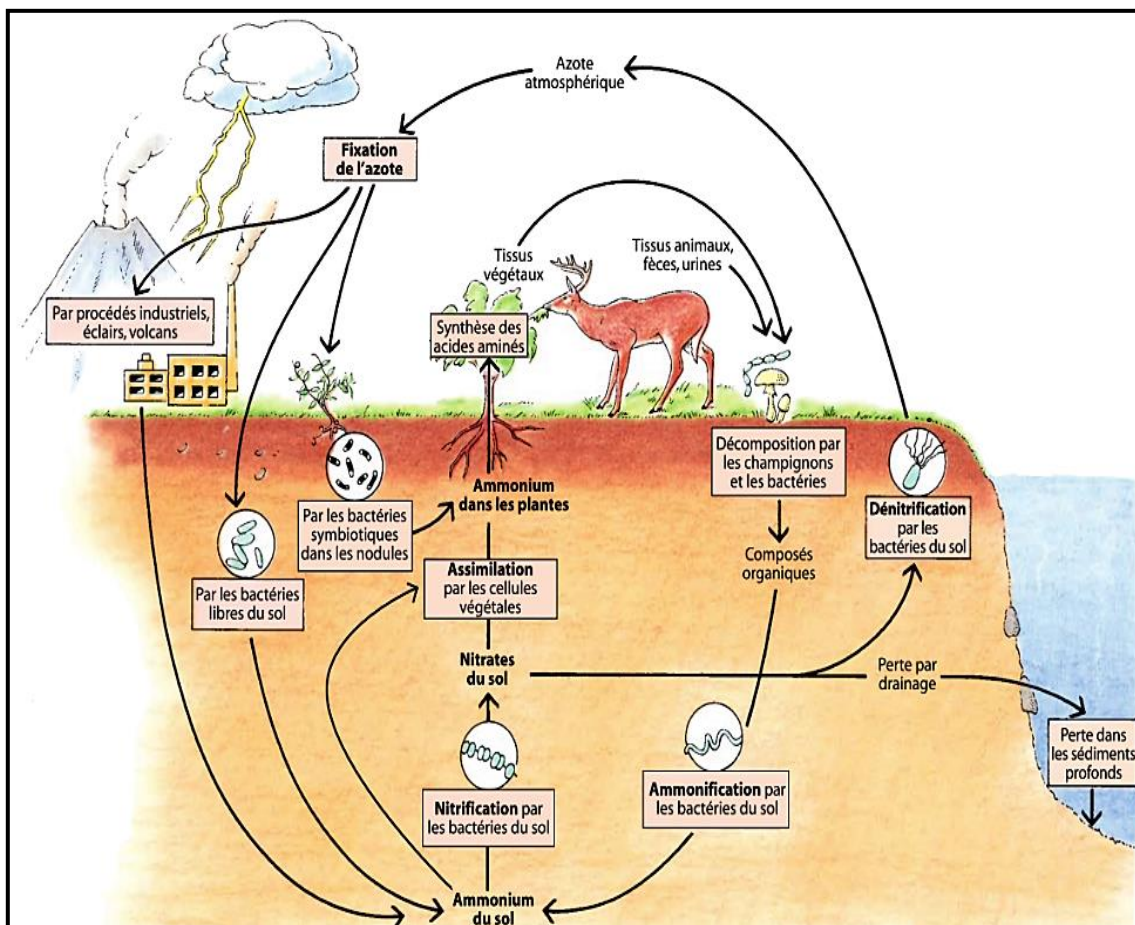 Azote
atmosphérique
Fixation
de l'azote
Par procédés industriels,
éclairs, volcans
Tissus
végétaux
Tissus animaux,
fèces, urines
Synthèse des
acides aminés
Décomposition par
les champignons
et les bactéries
Ammonium
dans les plantes
Par les bactéries
symbiotiques
dans les nodules
Dénitrification
par les
bactéries du sol
Composés
organiques
Par les bactéries
libres du sol
Assimilation
par les cellules
végétales
Nitrates
du sol
Perte par
drainage
Perte dans
les sédiments
profonds
Nitrification par
les bactéries du sol
Ammonification par
les bactéries du sol
Ammonium
du sol